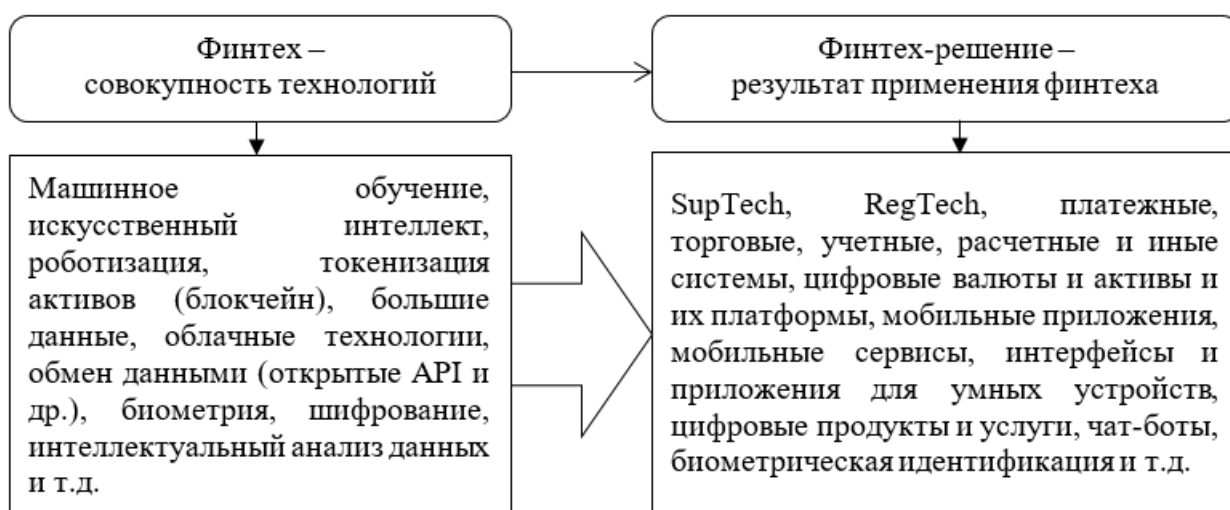 Финтех –
совокупность технологий
Финтех-решение –
результат применения финтеха
Машинное обучение,
искусственный интеллект,
роботизация, токенизация
активов (блокчейн), большие
данные, облачные технологии,
обмен данными (открытые API и
др.), биометрия, шифрование,
интеллектуальный анализ данных
и т.д.
SupTech, RegTech, платежные,
торговые, учетные, расчетные и иные
системы, цифровые валюты и активы и
их платформы, мобильные приложения,
мобильные сервисы, интерфейсы и
приложения для умных устройств,
цифровые продукты и услуги, чат-боты,
биометрическая идентификация и т.д.